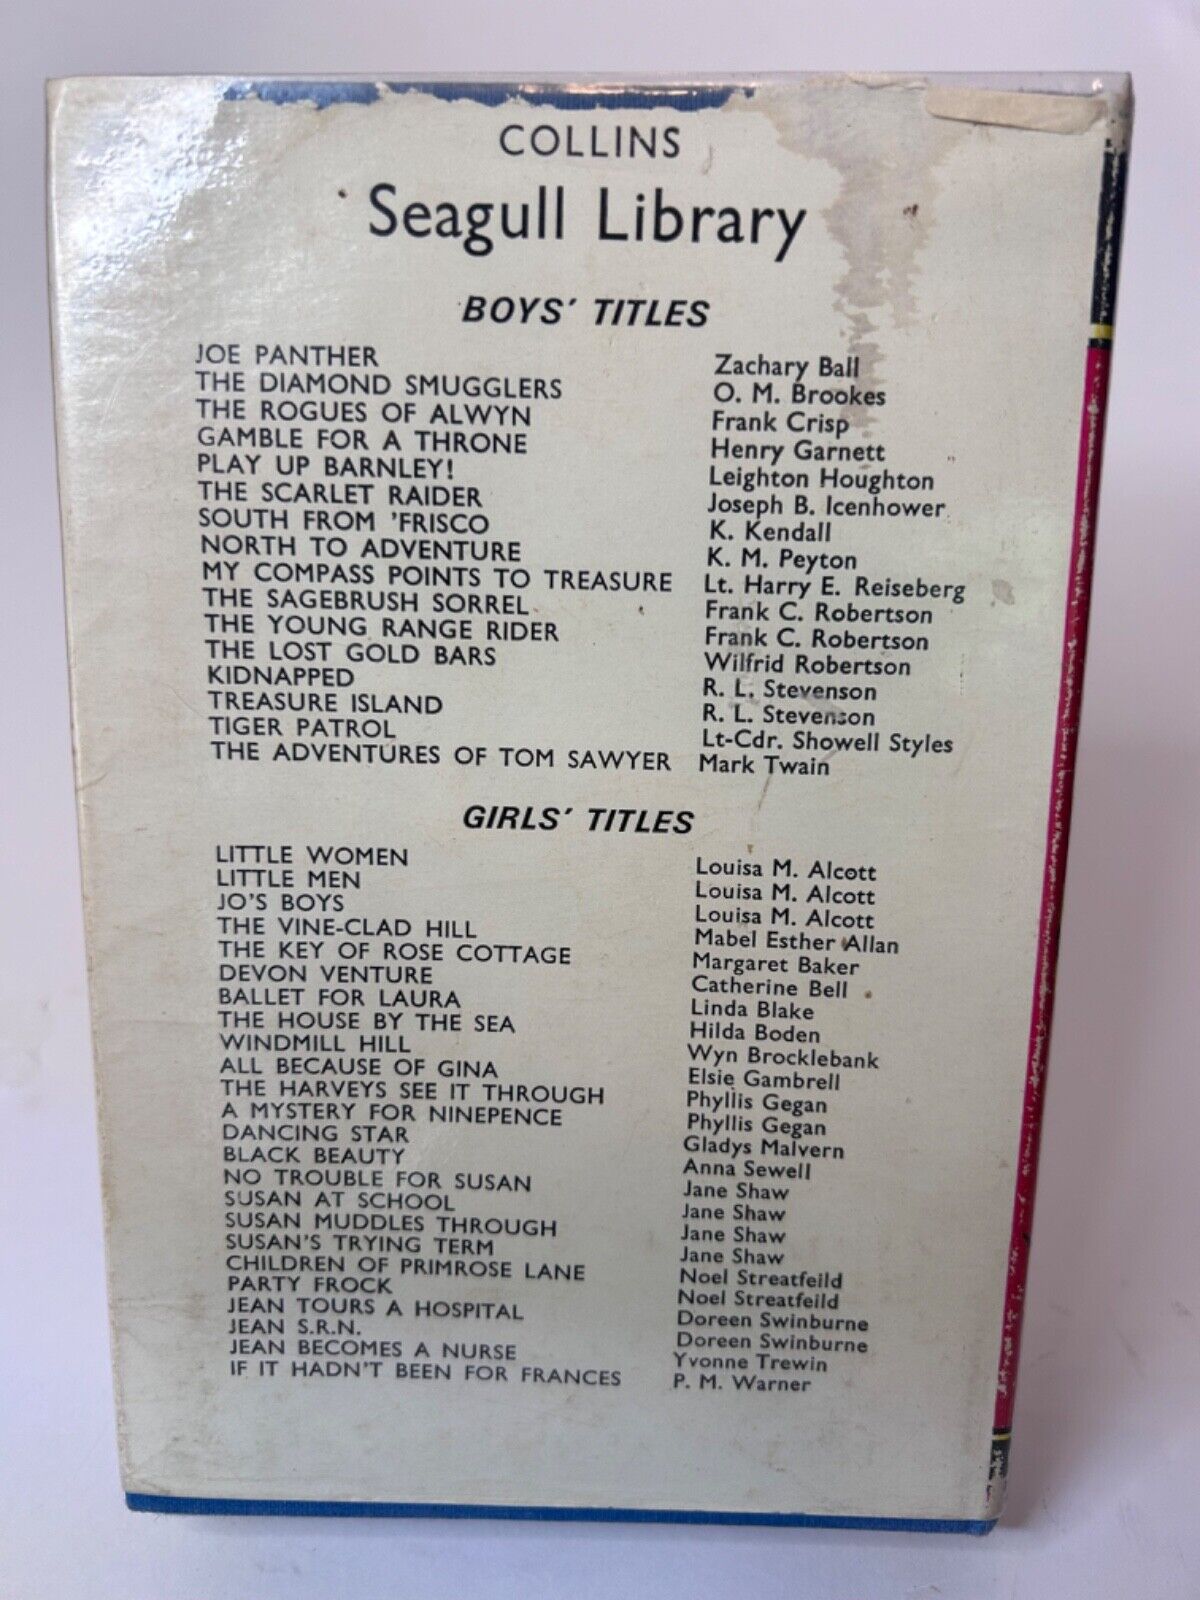 COLLINS
Seagull Library
BOYS' TITLES
JOE PANTHER Zachary Ball
THE DIAMOND SMUGGLERS O. M. Brookes
THE ROGUES OF ALWYN Frank Crisp
GAMBLE FOR A THRONE Henry Garnett
PLAY UP BARNLEY! Leighton Houghton
THE SCARLET RAIDER Joseph B. Icenhower
SOUTH FROM 'FRISCO K. Kendall
NORTH TO ADVENTURE K. M. Peyton
MY COMPASS POINTS TO TREASURE Lt. Harry E. Reiseberg
THE SAGEBRUSH SORREL Frank C. Robertson
THE YOUNG RANGE RIDER Frank C. Robertson
THE LOST GOLD BARS Wilfrid Robertson
KIDNAPPED R. L. Stevenson
TREASURE ISLAND R. L. Stevenson
TIGER PATROL Lt-Cdr. Showell Styles
THE ADVENTURES OF TOM SAWYER Mark Twain
GIRLS' TITLES
LITTLE WOMEN Louisa M. Alcott
LITTLE MEN Louisa M. Alcott
JO'S BOYS Louisa M. Alcott
THE VINE-CLAD HILL Mabel Esther Allan
THE KEY OF ROSE COTTAGE Margaret Baker
DEVON VENTURE Catherine Bell
BALLET FOR LAURA Linda Blake
THE HOUSE BY THE SEA Hilda Boden
WINDMILL HILL Wyn Brocklebank
ALL BECAUSE OF GINA Elsie Gambrell
THE HARVEYS SEE IT THROUGH Phyllis Gegan
A MYSTERY FOR NINEPENCE Phyllis Gegan
DANCING STAR Gladys Malvern
BLACK BEAUTY Anna Sewell
NO TROUBLE FOR SUSAN Jane Shaw
SUSAN AT SCHOOL Jane Shaw
SUSAN MUDDLES THROUGH Jane Shaw
SUSAN'S TRYING TERM Jane Shaw
CHILDREN OF PRIMROSE LANE Noel Streatfeild
PARTY FROCK Noel Streatfeild
JEAN TOURS A HOSPITAL Doreen Swinburne
JEAN S.R.N. Doreen Swinburne
JEAN BECOMES A NURSE Yvonne Trewin
IF IT HADN'T BEEN FOR FRANCES P. M. Warner